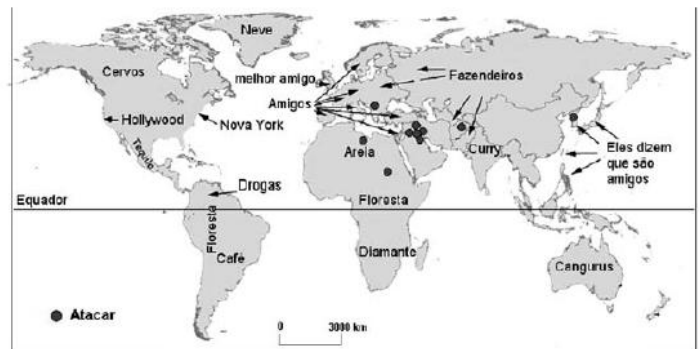 Neve
Cervos
melhor amigo
Fazendeiros
Amigos
Hollywood
Nova York
Tequila
Areia
Curry
Eles dizem
que são
amigos
Drogas
Equador
Floresta
Floresta
Café
Diamante
Cangurus
Atacar
0 3000 km